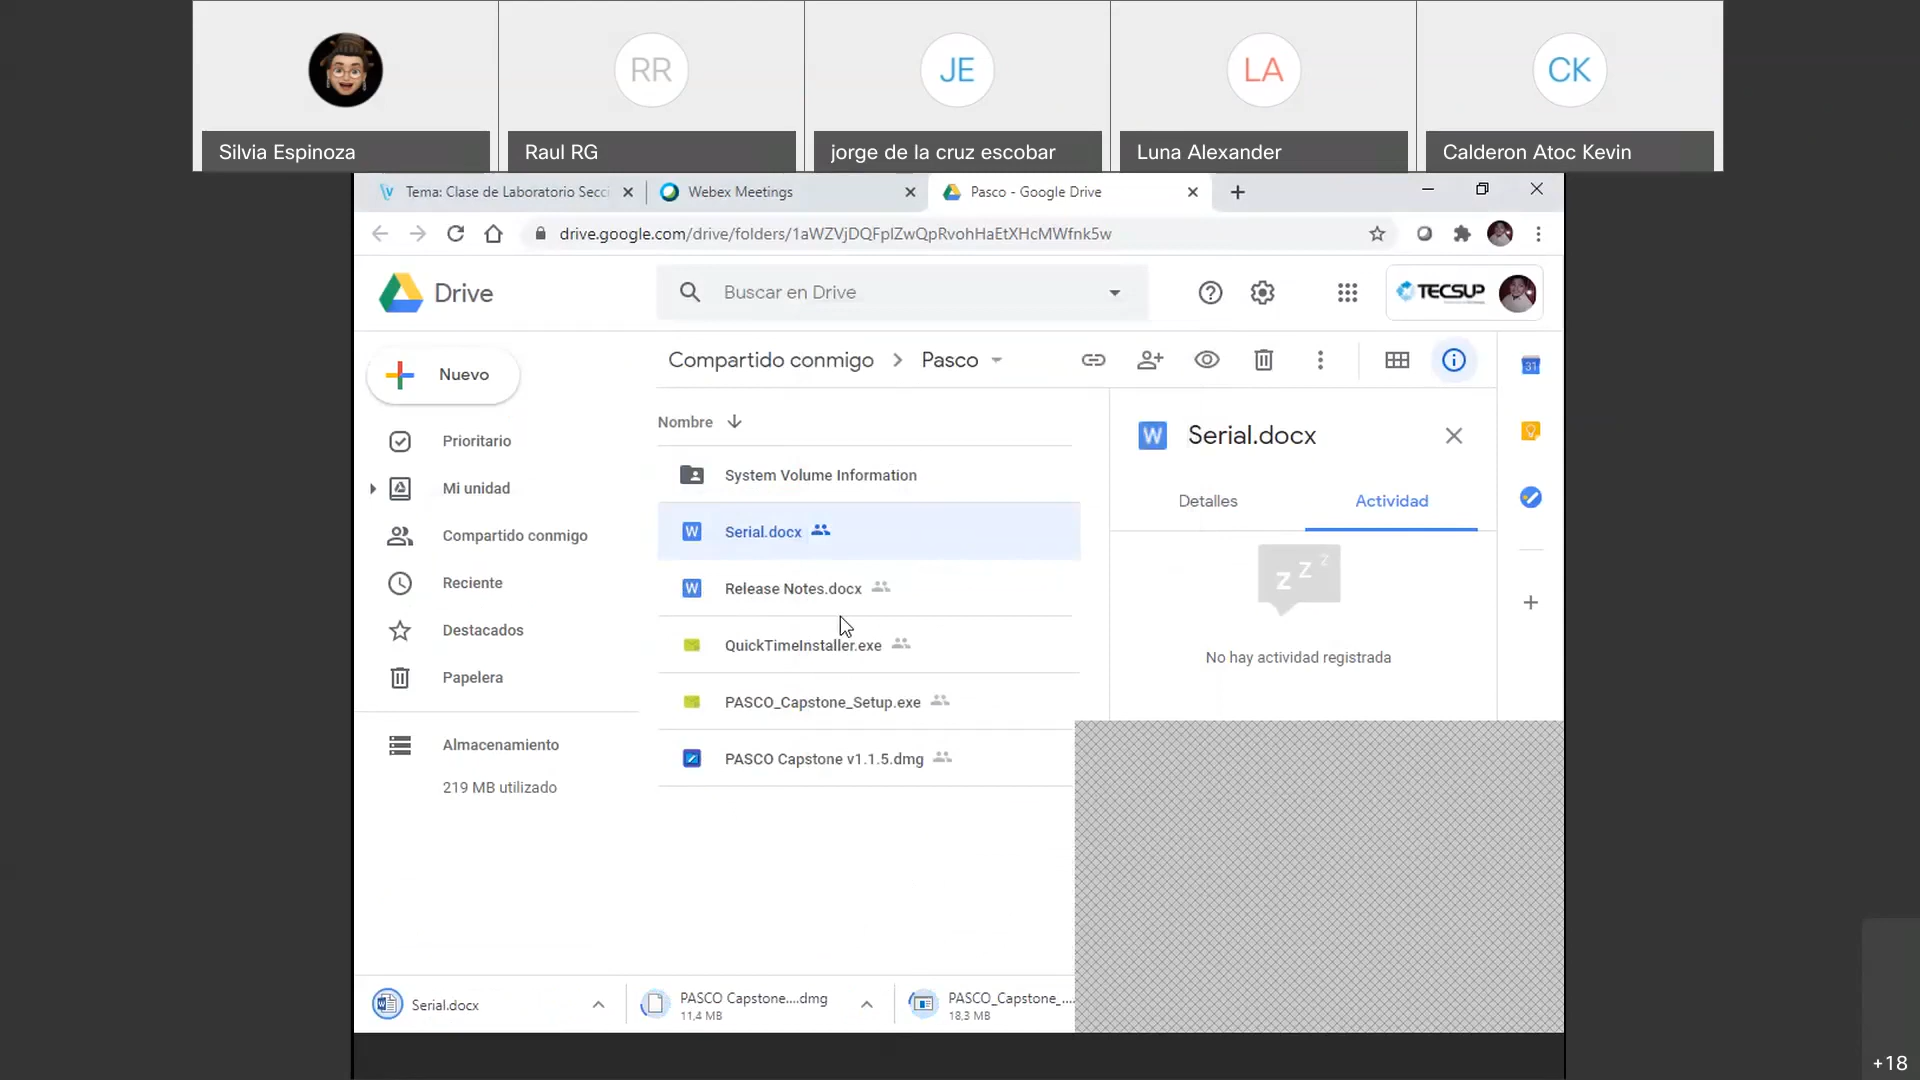 RR
JE
LA
CK
Silvia Espinoza
Raul RG
jorge de la cruz escobar
Luna Alexander
Calderon Atoc Kevin
Tema: Clase de Laboratorio Secci
Webex Meetings
Pasco - Google Drive
drive.google.com/drive/folders/1aWZVjDQFplZwQpRvohHaEtXHcMWfnk5w
Drive
Buscar en Drive
TECSUP
Nuevo
Compartido conmigo
Pasco
31
Nombre
W
Serial.docx
Prioritario
System Volume Information
Mi unidad
Detalles
Actividad
W
Serial.docx
Compartido conmigo
z z z
Reciente
W
Release Notes.docx
Destacados
QuickTimeInstaller.exe
No hay actividad registrada
Papelera
PASCO_Capstone_Setup.exe
Almacenamiento
PASCO Capstone v1.1.5.dmg
219 MB utilizado
Serial.docx
PASCO Capstone....dmg
11,4 MB
PASCO_Capstone_....
18,3 MB
+18